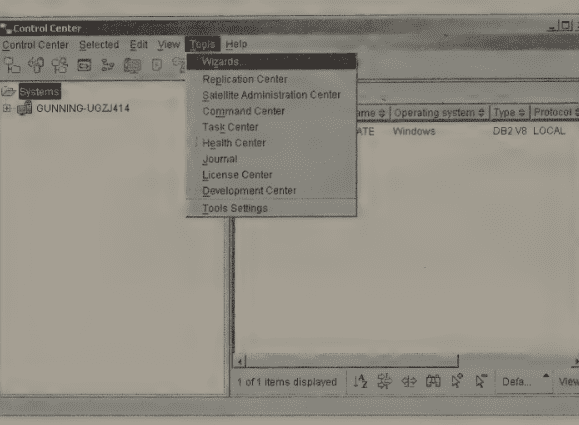 Control Center
Control Center Selected Edit View Tools Help
Wizards...
Replication Center
Satellite Administration Center
Command Center
Task Center
Health Center
Journal
License Center
Development Center
Tools Settings
Systems
GUNNING-UGZJ414
ame Operating system Type Protocol
ATE Windows DB2 V8 LOCAL
1 of 1 items displayed Defa... View